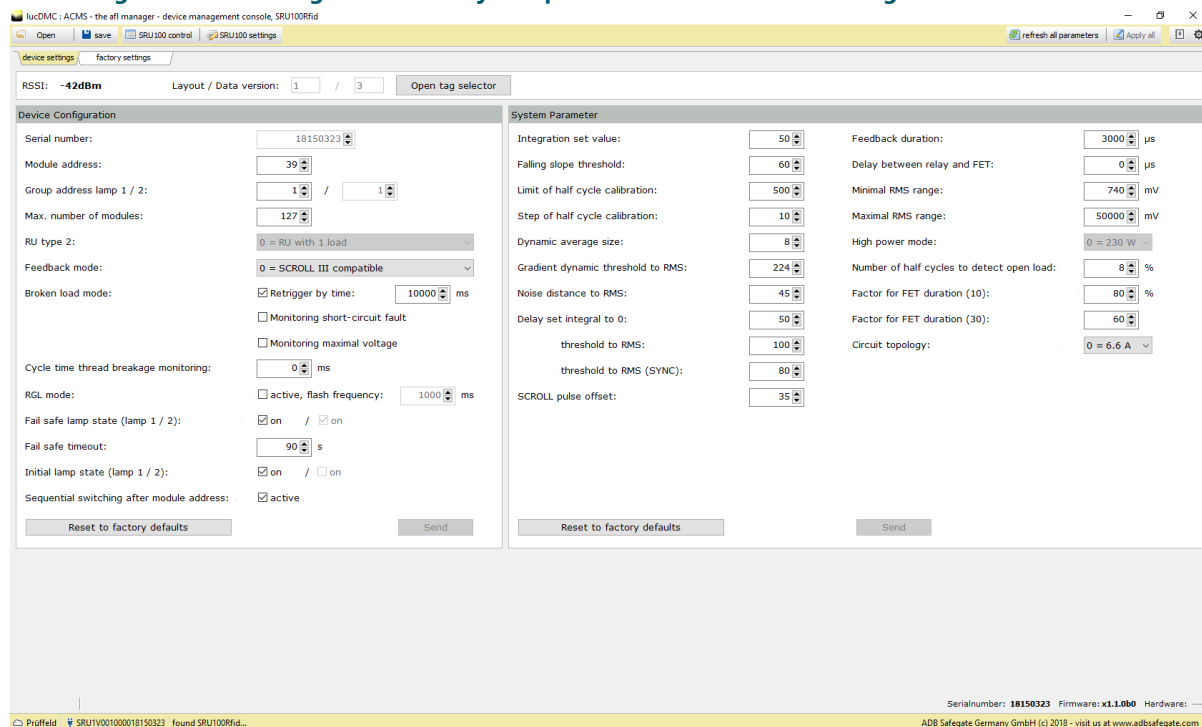 lucDMC : ACMS - the afl manager - device management console, SRU100Rfid
Open save SRU100 control SRU100 settings refresh all parameters Apply all
device settings factory settings
RSSI: -42dBm Layout / Data version: 1 / 3 Open tag selector
Device Configuration
Serial number: 18150323
Module address: 39
Group address lamp 1 / 2: 1 / 1
Max. number of modules: 127
RU type 2: 0 = RU with 1 load
Feedback mode: 0 = SCROLL III compatible
Broken load mode: Retrigger by time: 10000 ms
Monitoring short-circuit fault
Monitoring maximal voltage
Cycle time thread breakage monitoring: 0 ms
RGL mode: active, flash frequency: 1000 ms
Fail safe lamp state (lamp 1 / 2): on / on
Fail safe timeout: 90 s
Initial lamp state (lamp 1 / 2): on / on
Sequential switching after module address: active
Reset to factory defaults Send
System Parameter
Integration set value: 50
Falling slope threshold: 60
Limit of half cycle calibration: 500
Step of half cycle calibration: 10
Dynamic average size: 8
Gradient dynamic threshold to RMS: 224
Noise distance to RMS: 45
Delay set integral to 0: 50
threshold to RMS: 100
threshold to RMS (SYNC): 80
SCROLL pulse offset: 35
Feedback duration: 3000 µs
Delay between relay and FET: 0 µs
Minimal RMS range: 740 mV
Maximal RMS range: 50000 mV
High power mode: 0 = 230 W
Number of half cycles to detect open load: 8 %
Factor for FET duration (10): 80 %
Factor for FET duration (30): 60
Circuit topology: 0 = 6.6 A
Reset to factory defaults Send
Serialnumber: 18150323 Firmware: x1.1.0b0 Hardware: ---
Prüffeld SRU1V001000018150323 found SRU100Rfid... ADB Safegate Germany GmbH (c) 2018 - visit us at www.adbsafegate.com